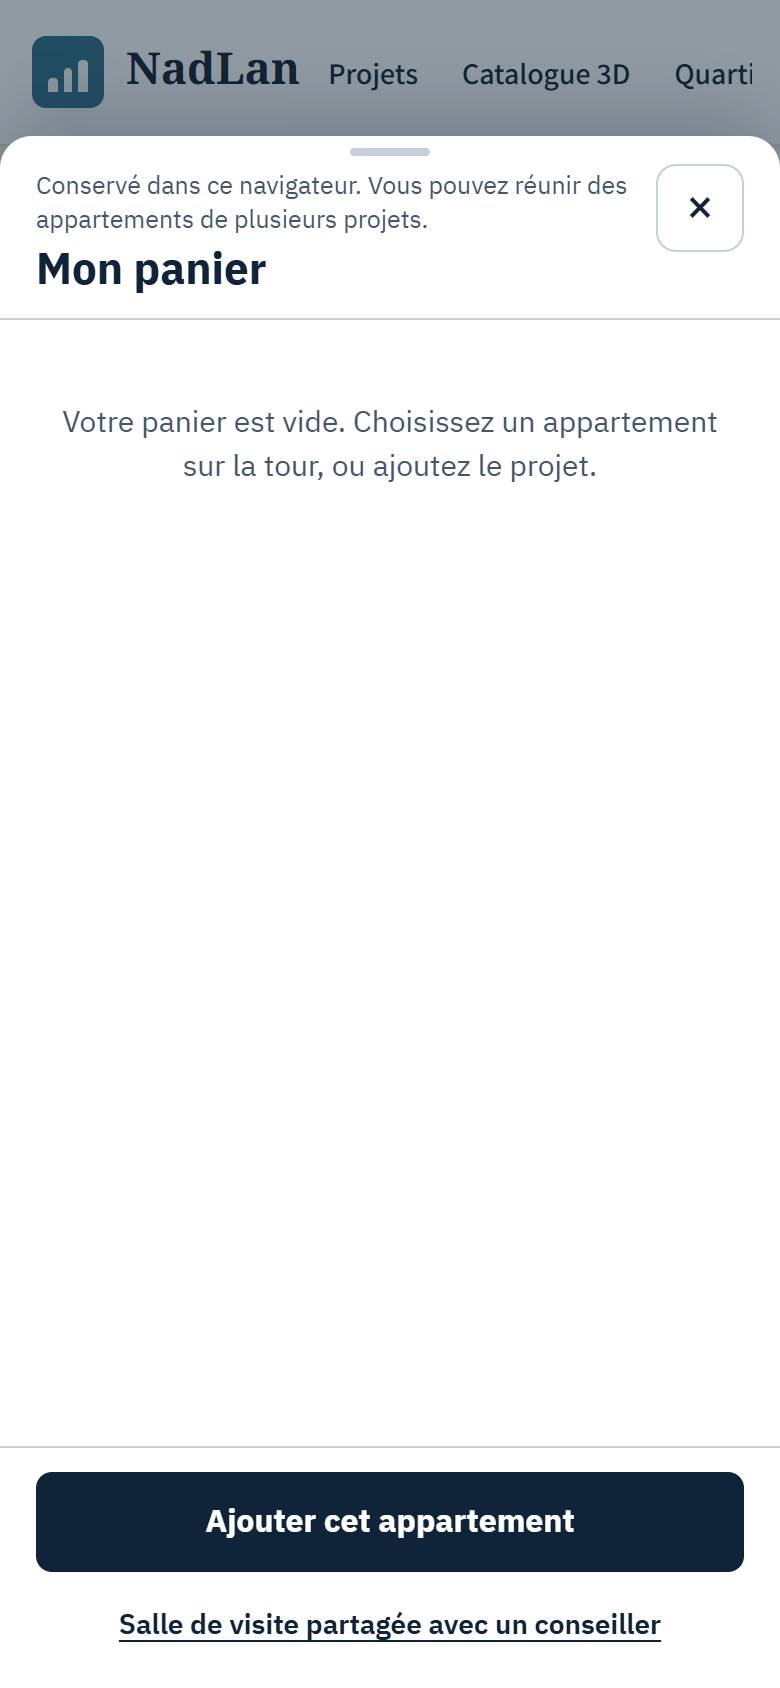 NadLan
Projets
Catalogue 3D
Quarti
Conservé dans ce navigateur. Vous pouvez réunir des
appartements de plusieurs projets.
Mon panier
Votre panier est vide. Choisissez un appartement
sur la tour, ou ajoutez le projet.
Ajouter cet appartement
Salle de visite partagée avec un conseiller